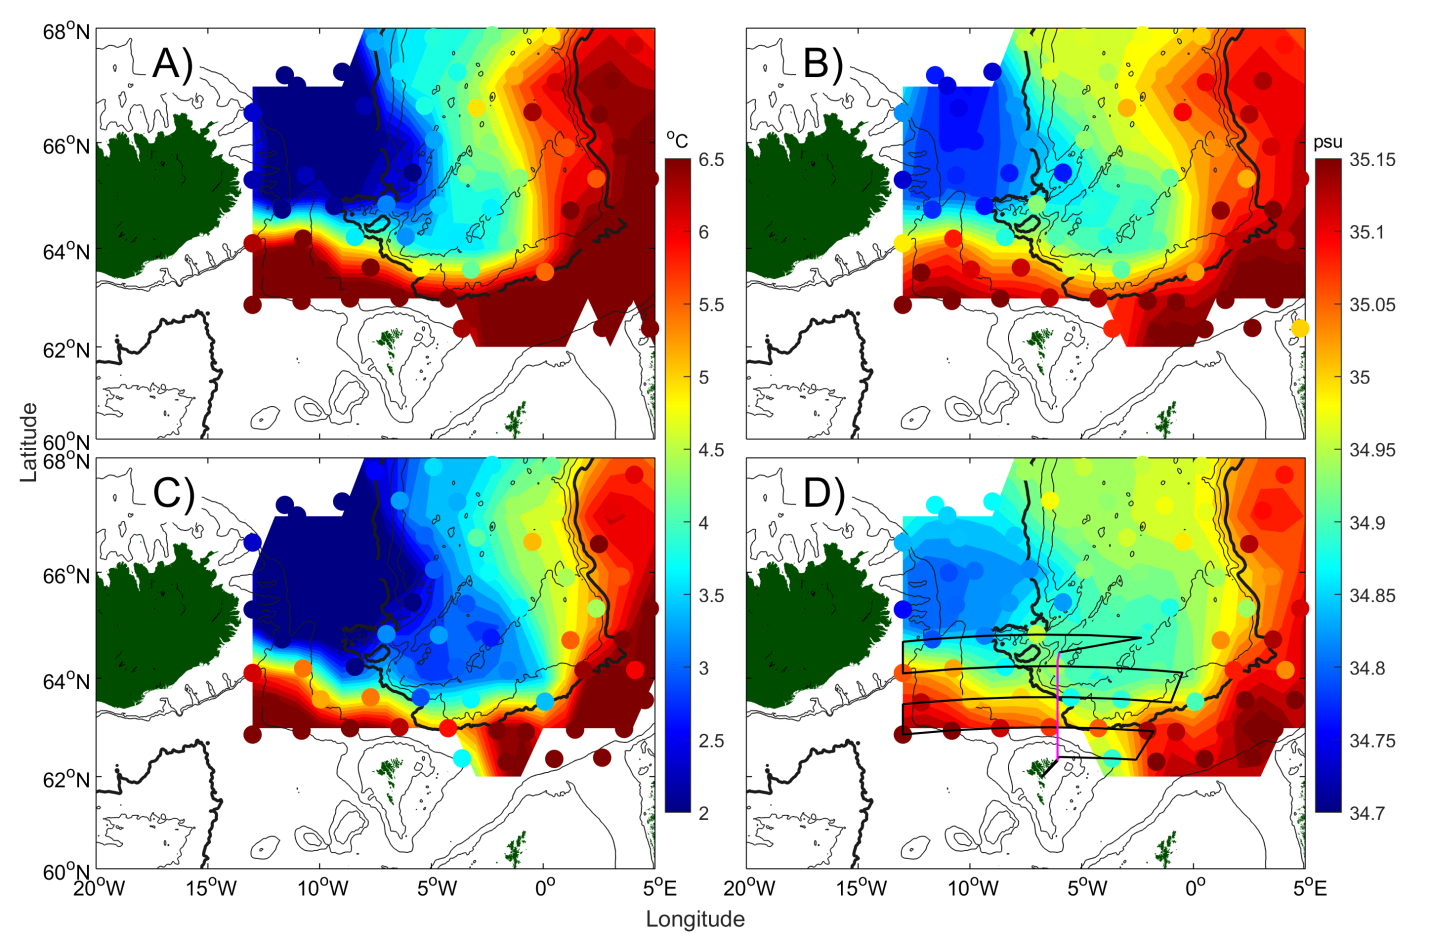 68°N
A)
B)
66°N
64°N
62°N
60°N
°C
6.5
6
5.5
5
4.5
4
3.5
3
2.5
2
psu
35.15
35.1
35.05
35
34.95
34.9
34.85
34.8
34.75
34.7
Latitude
68°N
C)
D)
66°N
64°N
62°N
60°N
20°W 15°W 10°W 5°W 0° 5°E
20°W 15°W 10°W 5°W 0° 5°E
Longitude